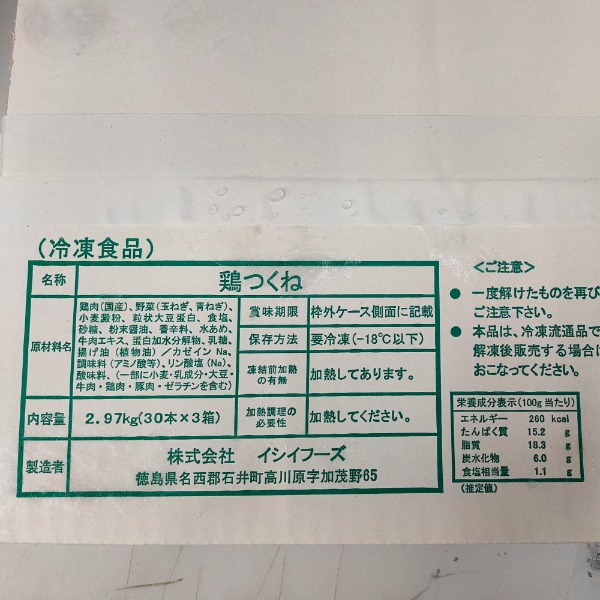 (冷凍食品)
名称
鶏つくね
原材料名
鶏肉(国産)、野菜(玉ねぎ、青ねぎ)、
小麦澱粉、粒状大豆蛋白、食塩、
砂糖、粉末醤油、香辛料、水あめ、
牛肉エキス、蛋白加水分解物、乳糖、
揚げ油(植物油)/カゼインNa、
調味料(アミノ酸等)、リン酸塩(Na)、
酸味料、(一部に小麦・乳成分・大豆・
牛肉・鶏肉・豚肉・ゼラチンを含む)
賞味期限
枠外ケース側面に記載
保存方法
要冷凍(-18℃以下)
凍結前加熱
の有無
加熱してあります。
内容量
2.97kg(30本×3箱)
加熱調理の
必要性
加熱してください。
製造者
株式会社 イシイフーズ
徳島県名西郡石井町高川原字加茂野65
<ご注意>
● 一度解けたものを再び
ご注意下さい。
● 本品は、冷凍流通品で
解凍後販売する場合に
おこなってください。
栄養成分表示(100g当たり)
エネルギー 260 kcal
たんぱく質 15.2 g
脂質 18.3 g
炭水化物 6.0 g
食塩相当量 1.1 g
(推定値)